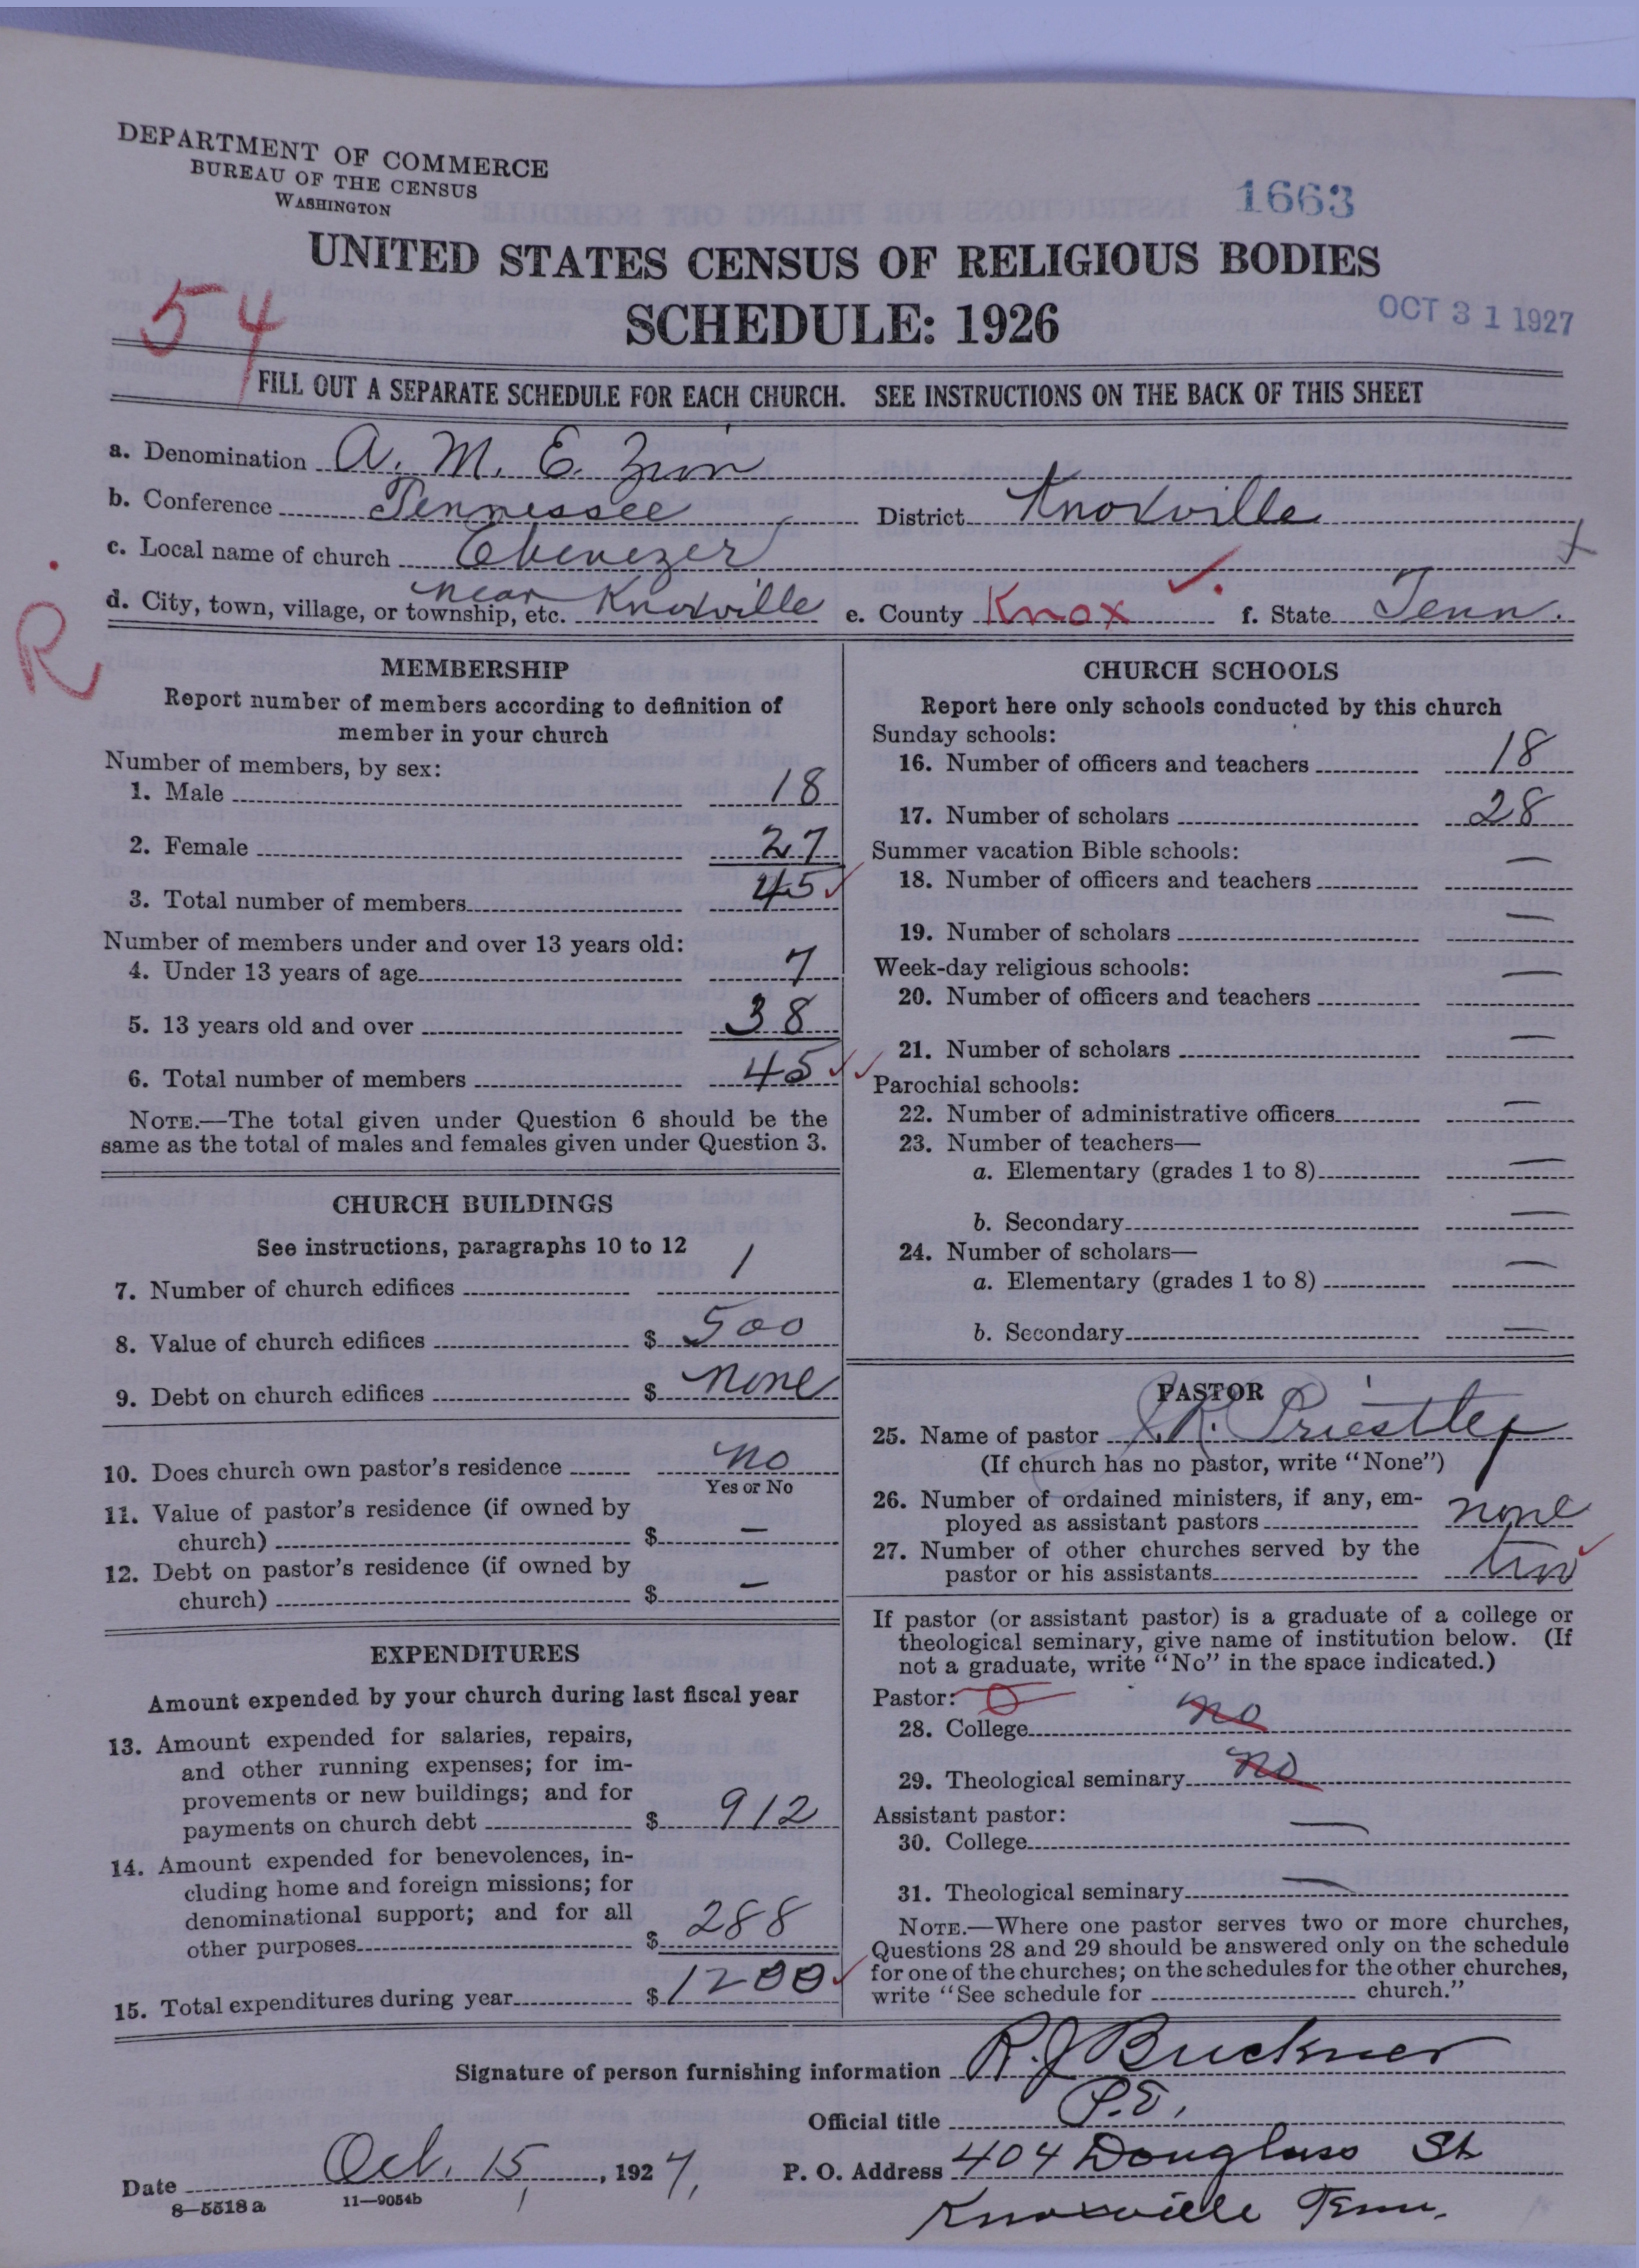 DEPARTMENT OF COMMERCE
BUREAU OF THE CENSUS
WASHINGTON
1663
UNITED STATES CENSUS OF RELIGIOUS BODIES
SCHEDULE: 1926
OCT 31 1927
54
FILL OUT A SEPARATE SCHEDULE FOR EACH CHURCH. SEE INSTRUCTIONS ON THE BACK OF THIS SHEET
a. Denomination A. M. E. Zion
b. Conference Tennessee District Knoxville
c. Local name of church Ebenezer
d. City, town, village, or township, etc. near Knoxville e. County Knox f. State Tenn.
R
MEMBERSHIP
Report number of members according to definition of
member in your church
Number of members, by sex:
1. Male 18
2. Female 27
3. Total number of members 45
Number of members under and over 13 years old:
4. Under 13 years of age 7
5. 13 years old and over 38
6. Total number of members 45
NOTE.—The total given under Question 6 should be the
same as the total of males and females given under Question 3.
CHURCH BUILDINGS
See instructions, paragraphs 10 to 12
7. Number of church edifices 1
8. Value of church edifices $ 500
9. Debt on church edifices $ none
10. Does church own pastor's residence no
Yes or No
11. Value of pastor's residence (if owned by
church) $ —
12. Debt on pastor's residence (if owned by
church) $ —
EXPENDITURES
Amount expended by your church during last fiscal year
13. Amount expended for salaries, repairs,
and other running expenses; for im-
provements or new buildings; and for
payments on church debt $ 912
14. Amount expended for benevolences, in-
cluding home and foreign missions; for
denominational support; and for all
other purposes $ 288
15. Total expenditures during year $ 1200
CHURCH SCHOOLS
Report here only schools conducted by this church
Sunday schools:
16. Number of officers and teachers 18
17. Number of scholars 28
Summer vacation Bible schools:
18. Number of officers and teachers —
19. Number of scholars —
Week-day religious schools:
20. Number of officers and teachers —
21. Number of scholars —
Parochial schools:
22. Number of administrative officers —
23. Number of teachers—
a. Elementary (grades 1 to 8) —
b. Secondary —
24. Number of scholars—
a. Elementary (grades 1 to 8) —
b. Secondary —
PASTOR
25. Name of pastor J.R. Priestley
(If church has no pastor, write "None")
26. Number of ordained ministers, if any, em-
ployed as assistant pastors none
27. Number of other churches served by the
pastor or his assistants two
If pastor (or assistant pastor) is a graduate of a college or
theological seminary, give name of institution below. (If
not a graduate, write "No" in the space indicated.)
Pastor: 0
28. College no
29. Theological seminary no
Assistant pastor:
30. College —
31. Theological seminary —
NOTE.—Where one pastor serves two or more churches,
Questions 28 and 29 should be answered only on the schedule
for one of the churches; on the schedules for the other churches,
write "See schedule for church."
Signature of person furnishing information R. J. Buckner
Official title P.E.
Date Oct. 15, 1927, P. O. Address 404 Douglass St
Knoxville Tenn.
8—5518a 11—9054b